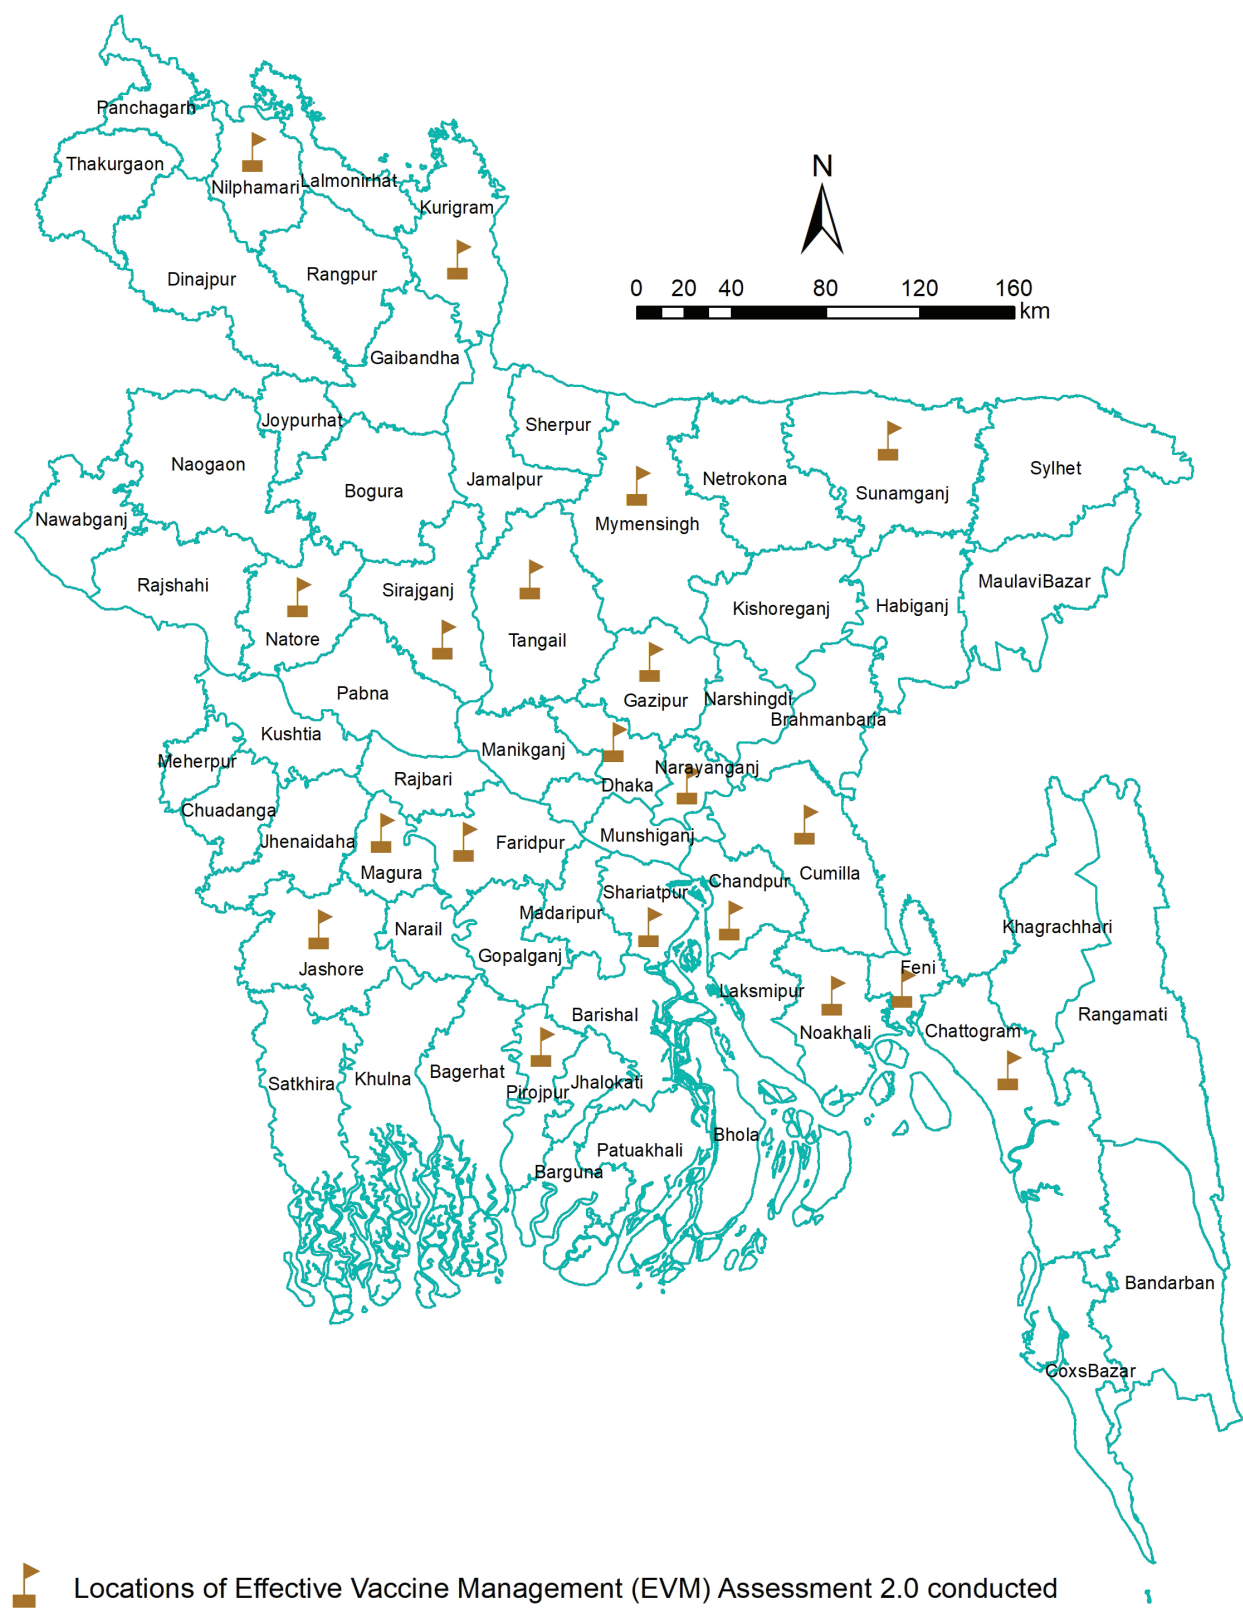 Panchagarh
Thakurgaon
Nilphamari
Lalmonirhat
Kurigram
N
Dinajpur
Rangpur
0 20 40 80 120 160
km
Gaibandha
Joypurhat
Sherpur
Naogaon
Bogura
Jamalpur
Netrokona
Sylhet
Sunamganj
Nawabganj
Mymensingh
Rajshahi
Sirajganj
MaulaviBazar
Kishoreganj
Habiganj
Natore
Tangail
Pabna
Gazipur
Narshingdi
Brahmanbaria
Kushtia
Manikganj
Meherpur
Narayanganj
Rajbari
Dhaka
Chuadanga
Jhenaidaha
Faridpur
Munshiganj
Magura
Cumilla
Chandpur
Shariatpur
Madaripur
Narail
Khagrachhari
Gopalganj
Jashore
Feni
Laksmipur
Barishal
Noakhali
Chattogram
Rangamati
Satkhira
Khulna
Bagerhat
Jhalokati
Pirojpur
Bhola
Patuakhali
Barguna
Bandarban
CoxsBazar
Locations of Effective Vaccine Management (EVM) Assessment 2.0 conducted